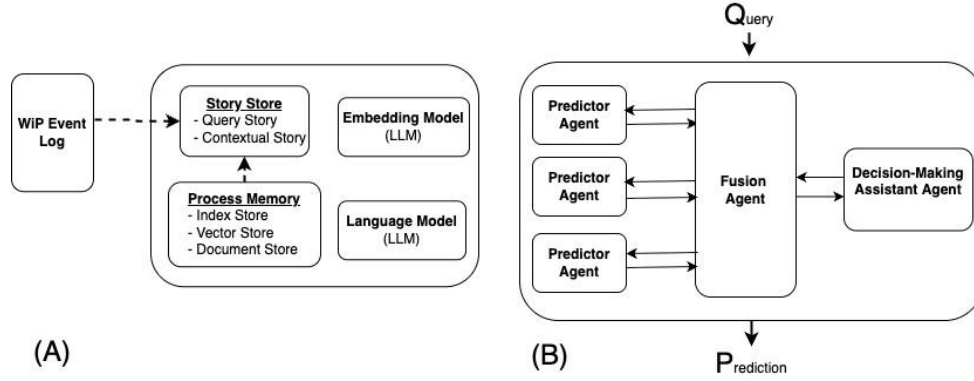 WiP Event
Log
Story Store
- Query Story
- Contextual Story
Process Memory
- Index Store
- Vector Store
- Document Store
Embedding Model
(LLM)
Language Model
(LLM)
(A)
Query
Predictor
Agent
Predictor
Agent
Predictor
Agent
Fusion
Agent
Decision-Making
Assistant Agent
(B)
Prediction